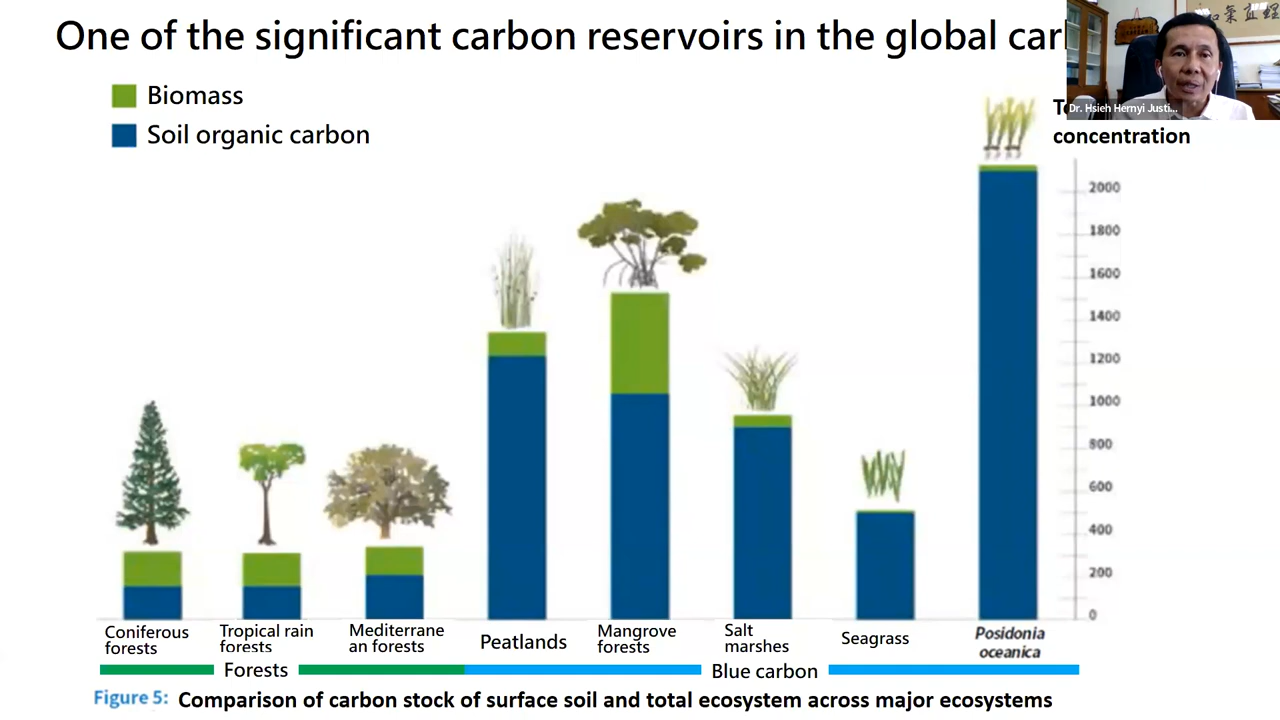 One of the significant carbon reservoirs in the global
Biomass
Soil organic carbon
Dr. Hsieh Hernyi Justi...
concentration
2000
1800
1600
1400
1200
1000
800
600
400
200
0
Coniferous
forests
Tropical rain
forests
Mediterrane
an forests
Peatlands
Mangrove
forests
Salt
marshes
Seagrass
Posidonia
oceanica
Forests
Blue carbon
Figure 5: Comparison of carbon stock of surface soil and total ecosystem across major ecosystems